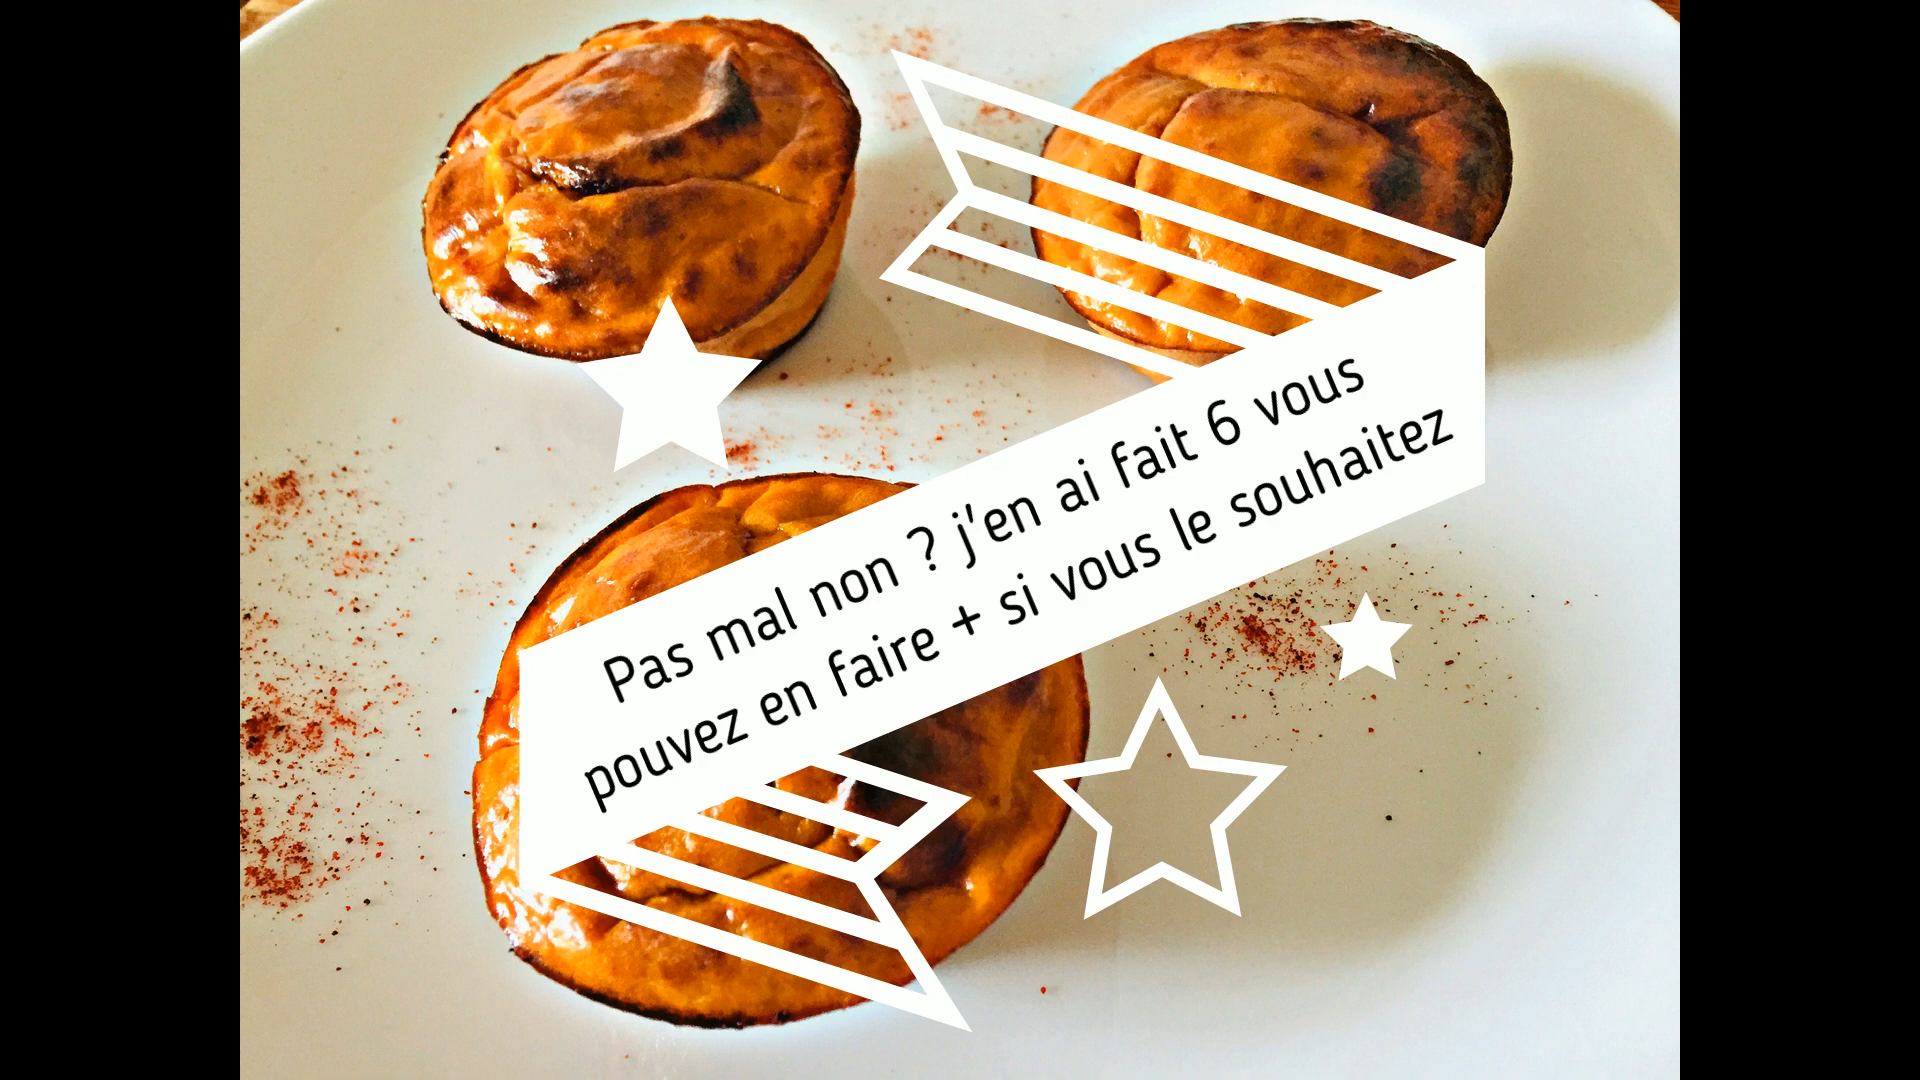 Pas mal non ? j'en ai fait 6 vous
pouvez en faire + si vous le souhaitez